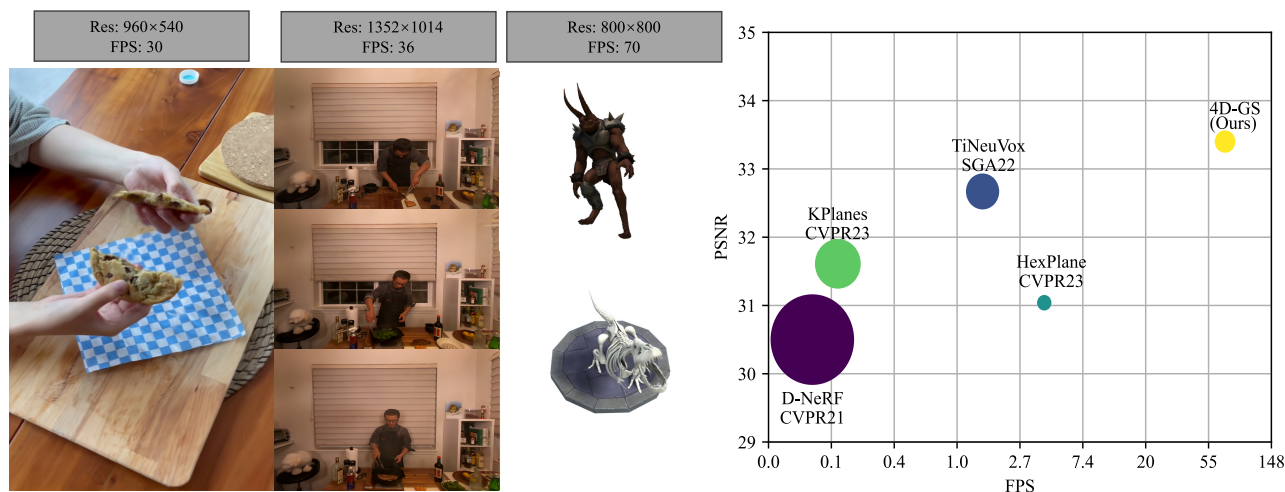 Res: 960×540
FPS: 30
Res: 1352×1014
FPS: 36
Res: 800×800
FPS: 70
35
34
33
32
31
30
29
PSNR
4D-GS
(Ours)
TiNeuVox
SGA22
KPlanes
CVPR23
HexPlane
CVPR23
D-NeRF
CVPR21
0.0
0.1
0.4
1.0
2.7
7.4
20
55
148
FPS